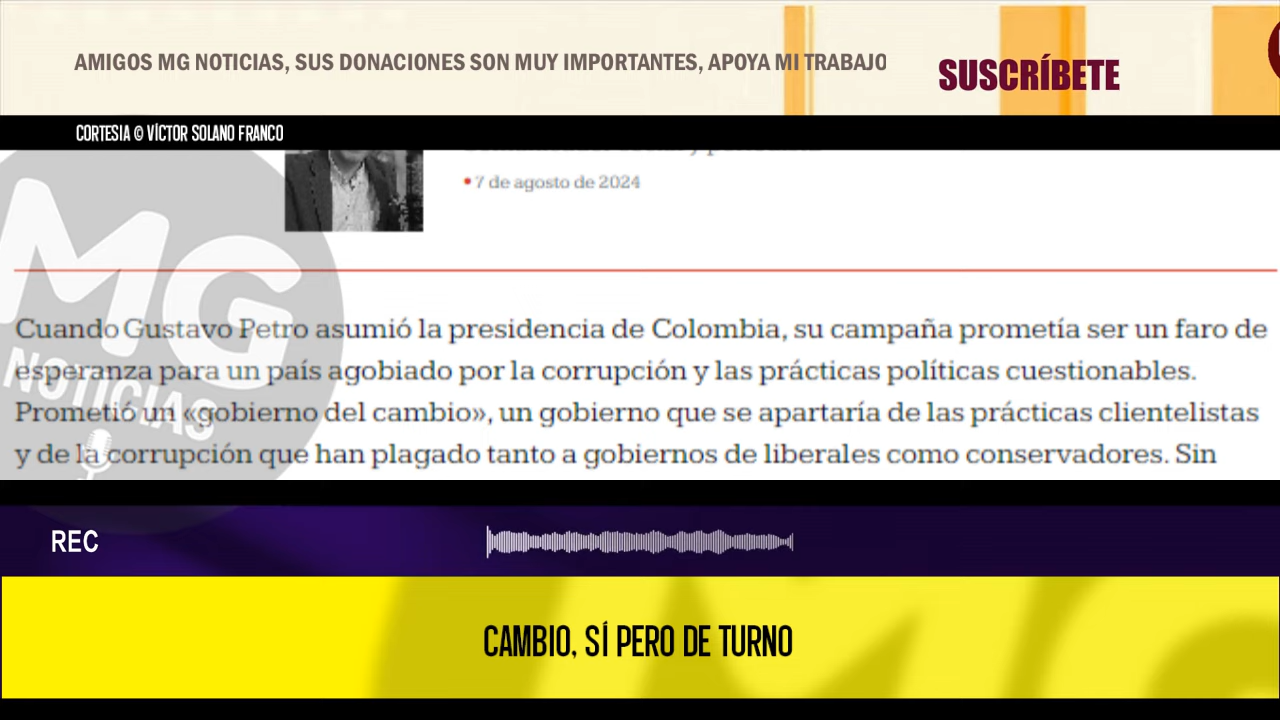 AMIGOS MG NOTICIAS, SUS DONACIONES SON MUY IMPORTANTES, APOYA MI TRABAJO
SUSCRÍBETE
CORTESIA © VÍCTOR SOLANO FRANCO
• 7 de agosto de 2024
MG
NOTICIAS
Cuando Gustavo Petro asumió la presidencia de Colombia, su campaña prometía ser un faro de
esperanza para un país agobiado por la corrupción y las prácticas políticas cuestionables.
Prometió un «gobierno del cambio», un gobierno que se apartaría de las prácticas clientelistas
y de la corrupción que han plagado tanto a gobiernos de liberales como conservadores. Sin
REC
CAMBIO, SÍ PERO DE TURNO